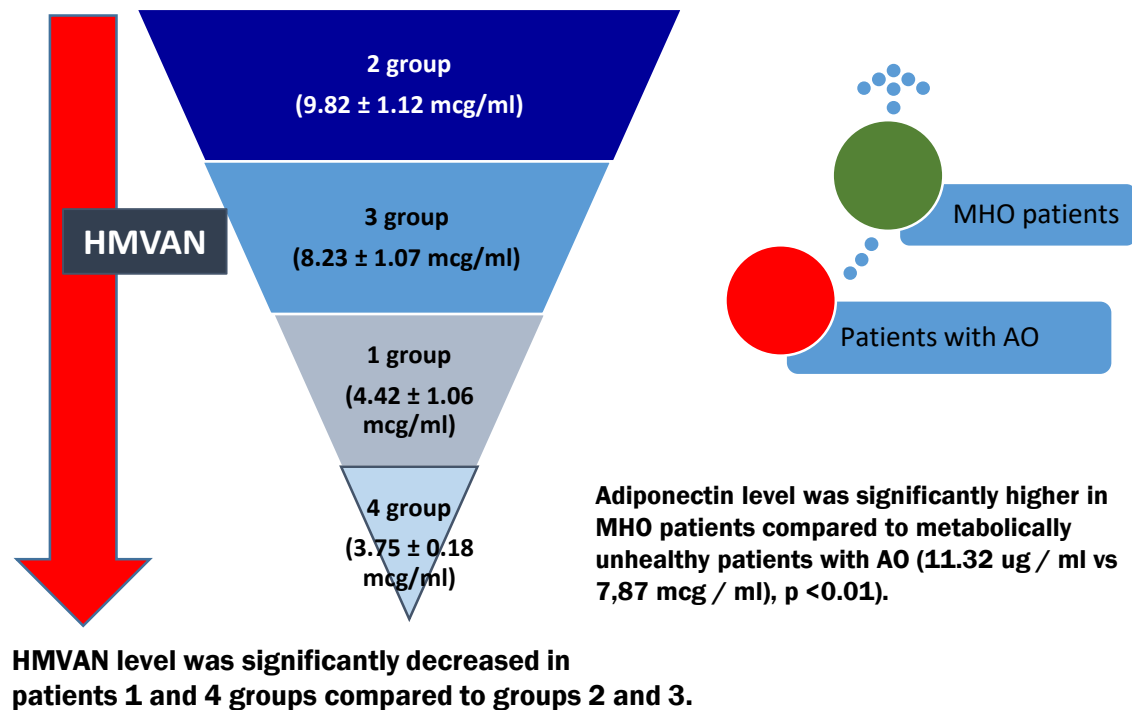 2 group
(9.82 ± 1.12 mcg/ml)
HMVAN
3 group
(8.23 ± 1.07 mcg/ml)
1 group
(4.42 ± 1.06
mcg/ml)
4 group
(3.75 ± 0.18
mcg/ml)
MHO patients
Patients with AO
Adiponectin level was significantly higher in
MHO patients compared to metabolically
unhealthy patients with AO (11.32 ug / ml vs
7,87 mcg / ml), p <0.01).
HMVAN level was significantly decreased in
patients 1 and 4 groups compared to groups 2 and 3.